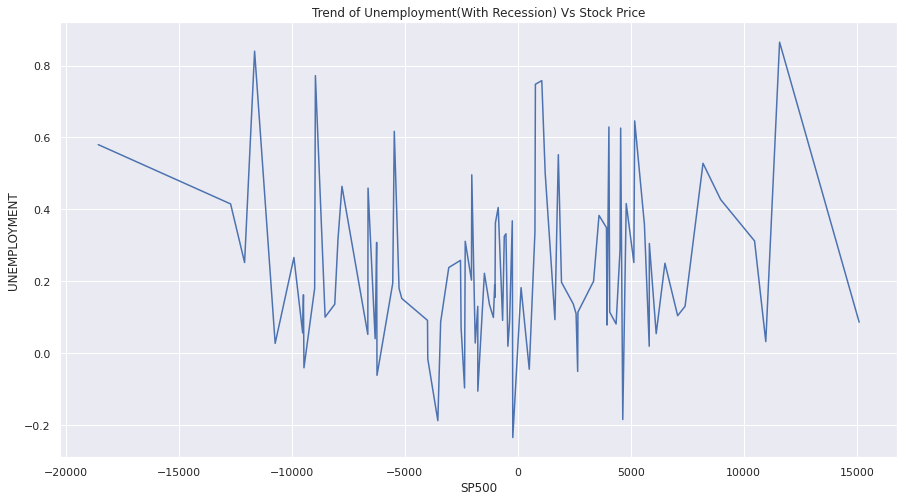 Trend of Unemployment(With Recession) Vs Stock Price
0.8
0.6
0.4
0.2
0.0
−0.2
UNEMPLOYMENT
−20000 −15000 −10000 −5000 0 5000 10000 15000
SP500